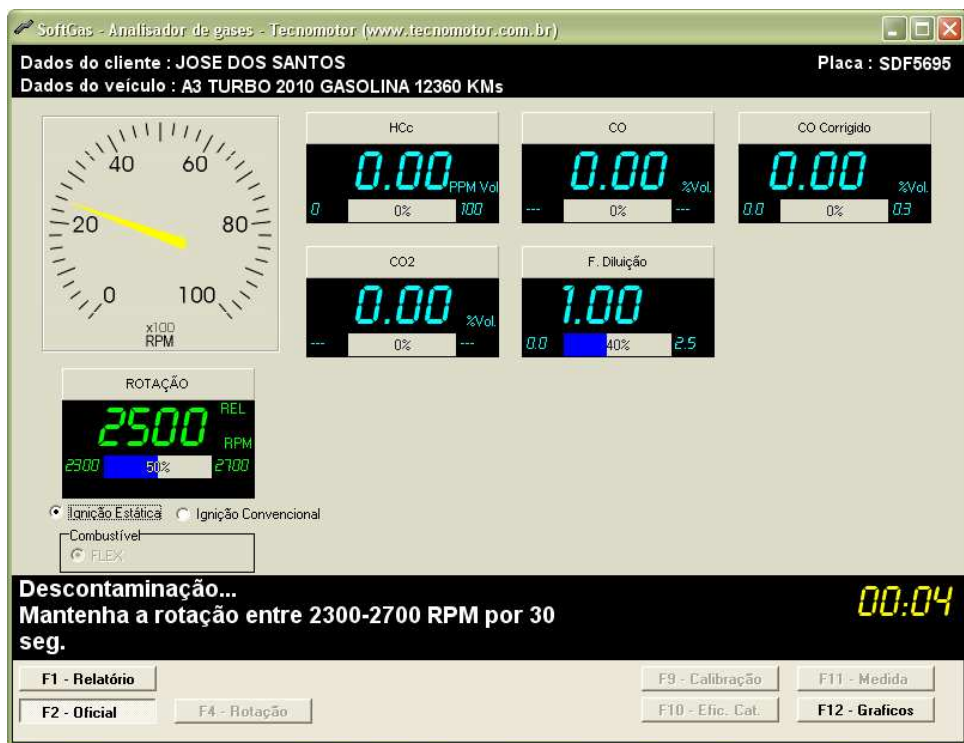 SoftGas - Analisador de gases - Tecnomotor (www.tecnomotor.com.br)
Dados do cliente : JOSE DOS SANTOS
Placa : SDF5695
Dados do veículo : A3 TURBO 2010 GASOLINA 12360 KMs
0
20
40
60
80
100
x100
RPM
HCc
0.00 PPM Vol
0 0% 100
CO
0.00 %Vol.
--- 0% ---
CO Corrigido
0.00 %Vol.
0.0 0% 0.3
CO2
0.00 %Vol.
--- 0% ---
F. Diluição
1.00
0.0 40% 2.5
ROTAÇÃO
REL
2500 RPM
2300 50% 2700
Ignição Estática Ignição Convencional
Combustível
FLEX
Descontaminação...
Mantenha a rotação entre 2300-2700 RPM por 30
seg.
00:04
F1 - Relatório F9 - Calibração F11 - Medida
F2 - Oficial F4 - Rotação F10 - Efic. Cat. F12 - Graficos